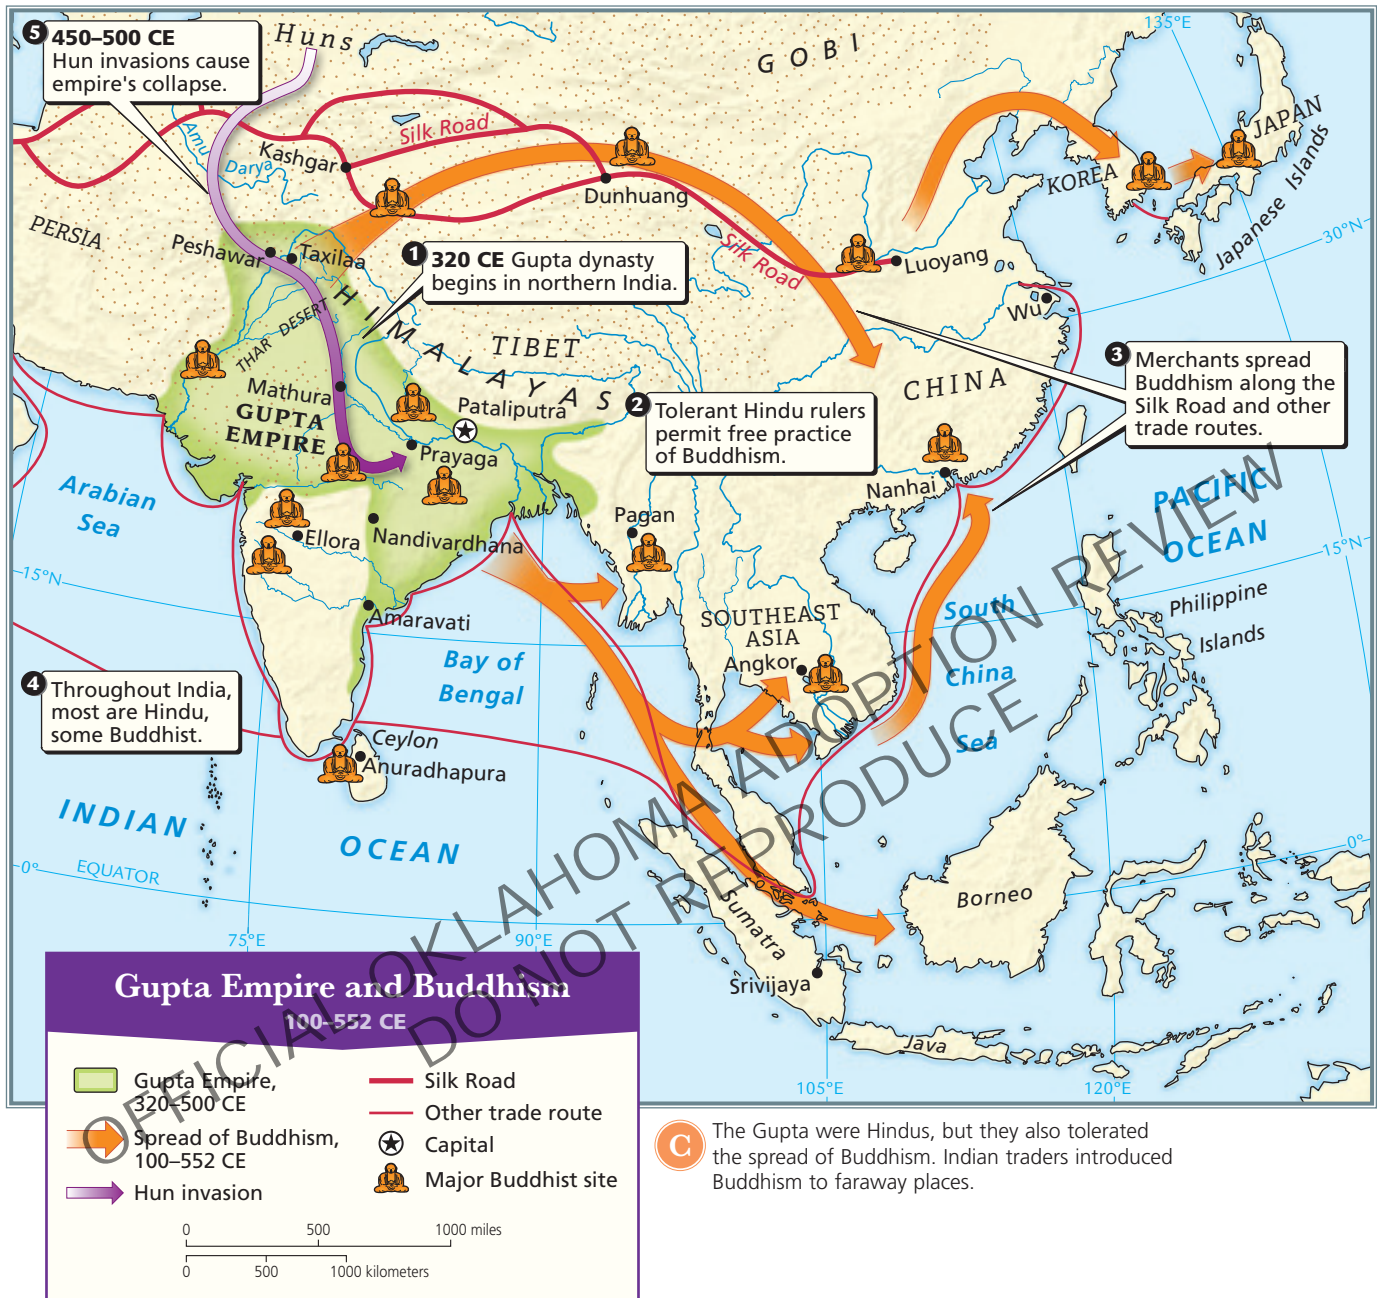 5 450–500 CE
Hun invasions cause
empire's collapse.
Huns
GOBI
135°E
JAPAN
Japanese Islands
KOREA
30°N
Silk Road
Amu
Darya
Kashgar
Dunhuang
PERSIA
Peshawar
Taxilaa
1 320 CE Gupta dynasty
begins in northern India.
Silk Road
Luoyang
Wu
HIMALAYAS
THAR DESERT
TIBET
CHINA
3 Merchants spread
Buddhism along the
Silk Road and other
trade routes.
Mathura
GUPTA
EMPIRE
Pataliputra
2 Tolerant Hindu rulers
permit free practice
of Buddhism.
Prayaga
Nanhai
Arabian
Sea
PACIFIC
OCEAN
Pagan
Ellora
Nandivardhana
15°N
15°N
Amaravati
SOUTHEAST
ASIA
Angkor
South
China
Sea
Philippine
Islands
Bay of
Bengal
4 Throughout India,
most are Hindu,
some Buddhist.
Ceylon
Anuradhapura
INDIAN
OCEAN
0°
EQUATOR
0°
Borneo
Sumatra
Srivijaya
Java
75°E
90°E
105°E
120°E
OFFICIAL OKLAHOMA ADOPTION REVIEW
DO NOT REPRODUCE
Gupta Empire and Buddhism
100–552 CE
Gupta Empire,
320–500 CE
Spread of Buddhism,
100–552 CE
Hun invasion
Silk Road
Other trade route
Capital
Major Buddhist site
0 500 1000 miles
0 500 1000 kilometers
C The Gupta were Hindus, but they also tolerated
the spread of Buddhism. Indian traders introduced
Buddhism to faraway places.